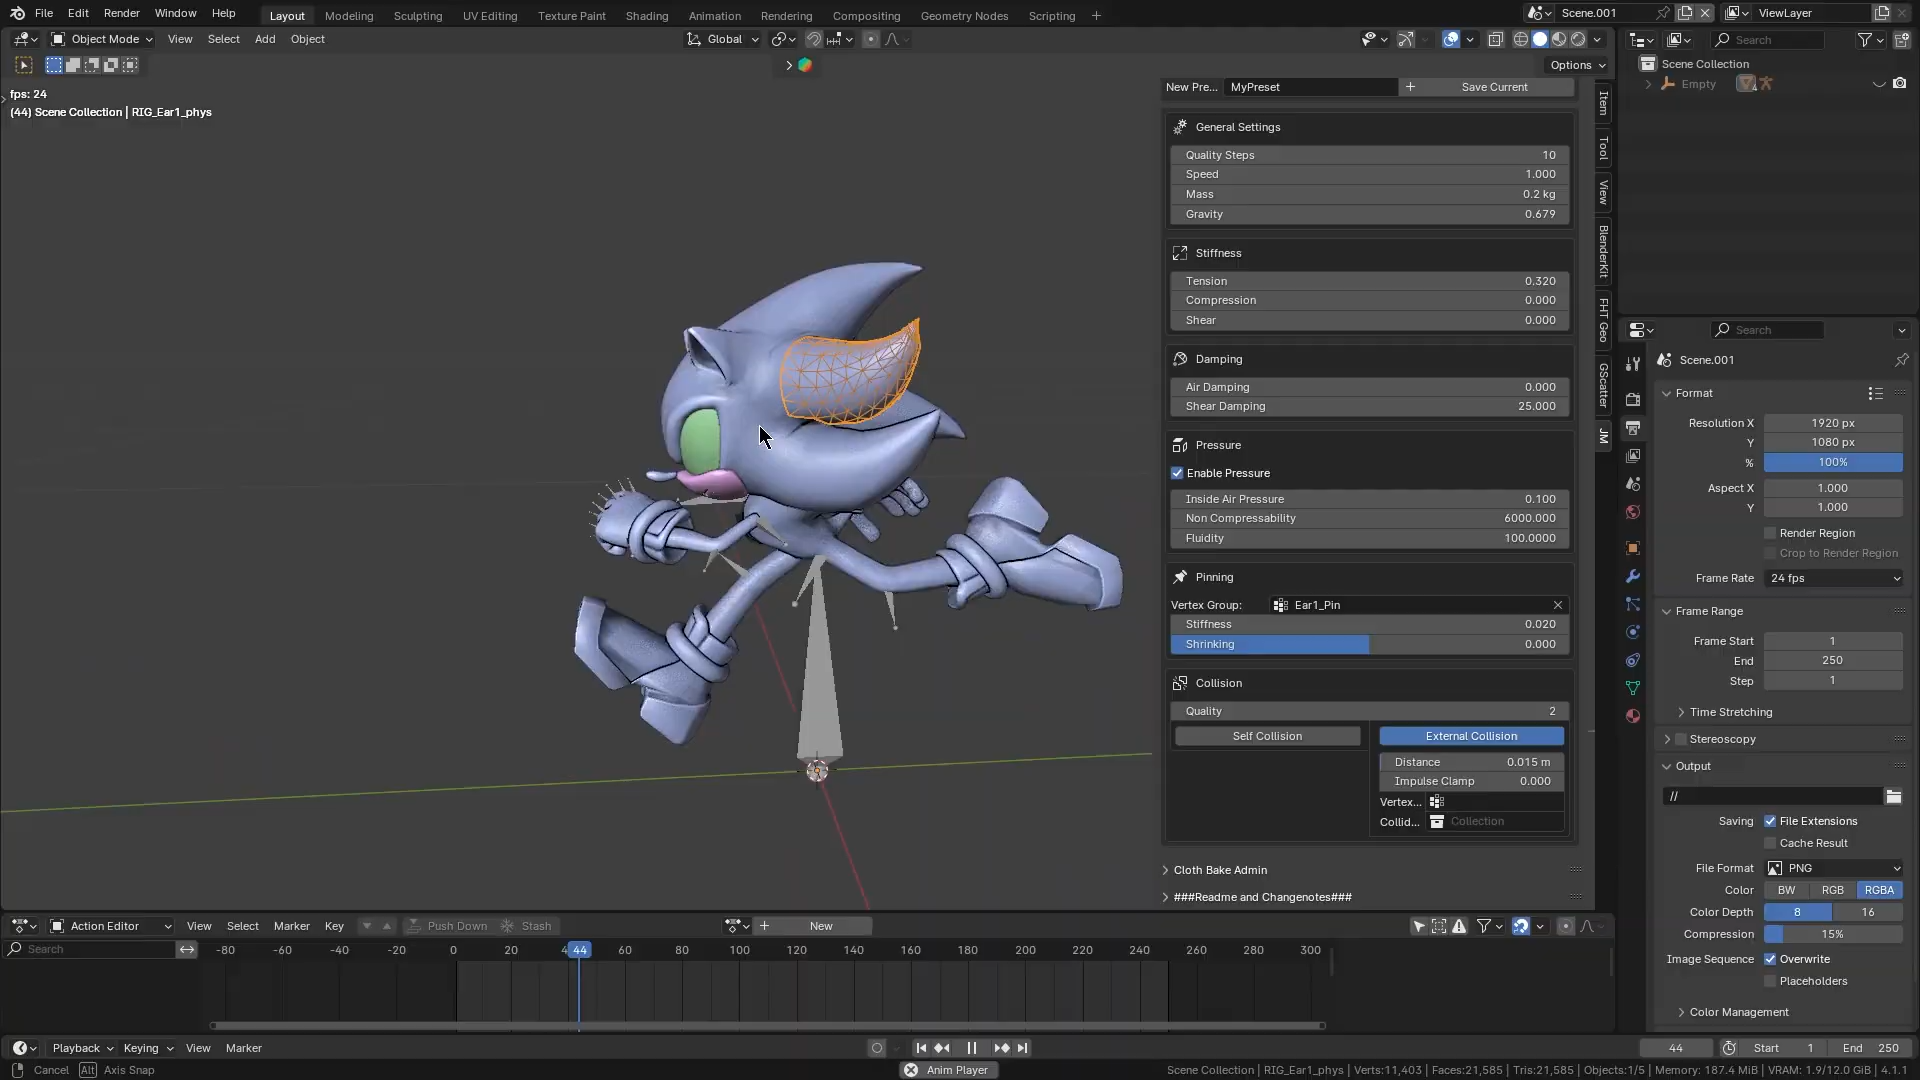 File Edit Render Window Help Layout Modeling Sculpting UV Editing Texture Paint Shading Animation Rendering Compositing Geometry Nodes Scripting Scene.001 ViewLayer
Object Mode View Select Add Object Global Search
Options
fps: 24
(44) Scene Collection | RIG_Ear1_phys
New Pre... MyPreset Save Current
General Settings
Quality Steps 10
Speed 1.000
Mass 0.2 kg
Gravity 0.679
Stiffness
Tension 0.320
Compression 0.000
Shear 0.000
Damping
Air Damping 0.000
Shear Damping 25.000
Pressure
Enable Pressure
Inside Air Pressure 0.100
Non Compressability 6000.000
Fluidity 100.0000
Pinning
Vertex Group: Ear1_Pin
Stiffness 0.020
Shrinking 0.000
Collision
Quality 2
Self Collision External Collision
Distance 0.015 m
Impulse Clamp 0.000
Vertex...
Collid... Collection
Cloth Bake Admin
###Readme and Changenotes###
Item
Tool
View
BlenderKit
FHT Geo
GScatter
JM
Scene Collection
Empty
Search
Scene.001
Format
Resolution X 1920 px
Y 1080 px
% 100%
Aspect X 1.000
Y 1.000
Render Region
Crop to Render Region
Frame Rate 24 fps
Frame Range
Frame Start 1
End 250
Step 1
Time Stretching
Stereoscopy
Output
//
Saving File Extensions
Cache Result
File Format PNG
Color BW RGB RGBA
Color Depth 8 16
Compression 15%
Image Sequence Overwrite
Placeholders
Color Management
Action Editor View Select Marker Key Push Down Stash New
Search -80 -60 -40 -20 0 20 4 44 60 80 100 120 140 160 180 200 220 240 260 280 300
Playback Keying View Marker 44 Start 1 End 250
Cancel Alt Axis Snap Anim Player Scene Collection | RIG_Ear1_phys | Verts:11,403 | Faces:21,585 | Tris:21,585 | Objects:1/5 | Memory: 187.4 MiB | VRAM: 1.9/12.0 GiB | 4.1.1